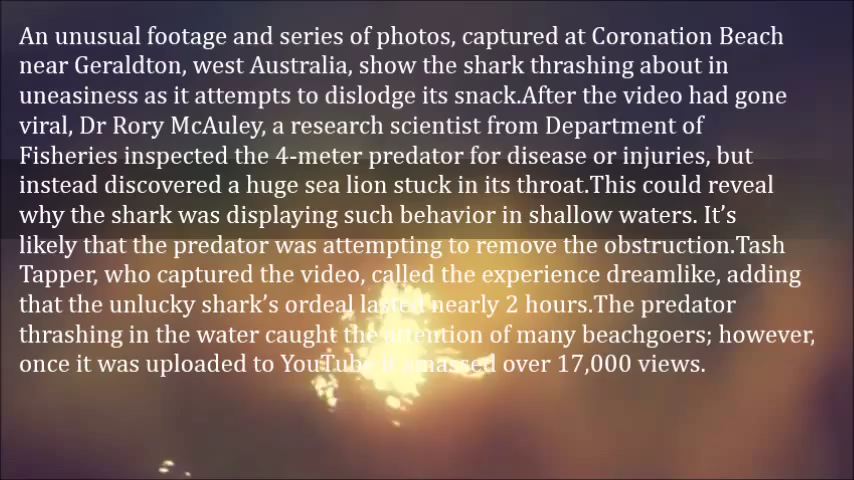 An unusual footage and series of photos, captured at Coronation Beach
near Geraldton, west Australia, show the shark thrashing about in
uneasiness as it attempts to dislodge its snack.After the video had gone
viral, Dr Rory McAuley, a research scientist from Department of
Fisheries inspected the 4-meter predator for disease or injuries, but
instead discovered a huge sea lion stuck in its throat.This could reveal
why the shark was displaying such behavior in shallow waters. It’s
likely that the predator was attempting to remove the obstruction.Tash
Tapper, who captured the video, called the experience dreamlike, adding
that the unlucky shark’s ordeal lasted nearly 2 hours.The predator
thrashing in the water caught the attention of many beachgoers; however,
once it was uploaded to YouTube it amassed over 17,000 views.